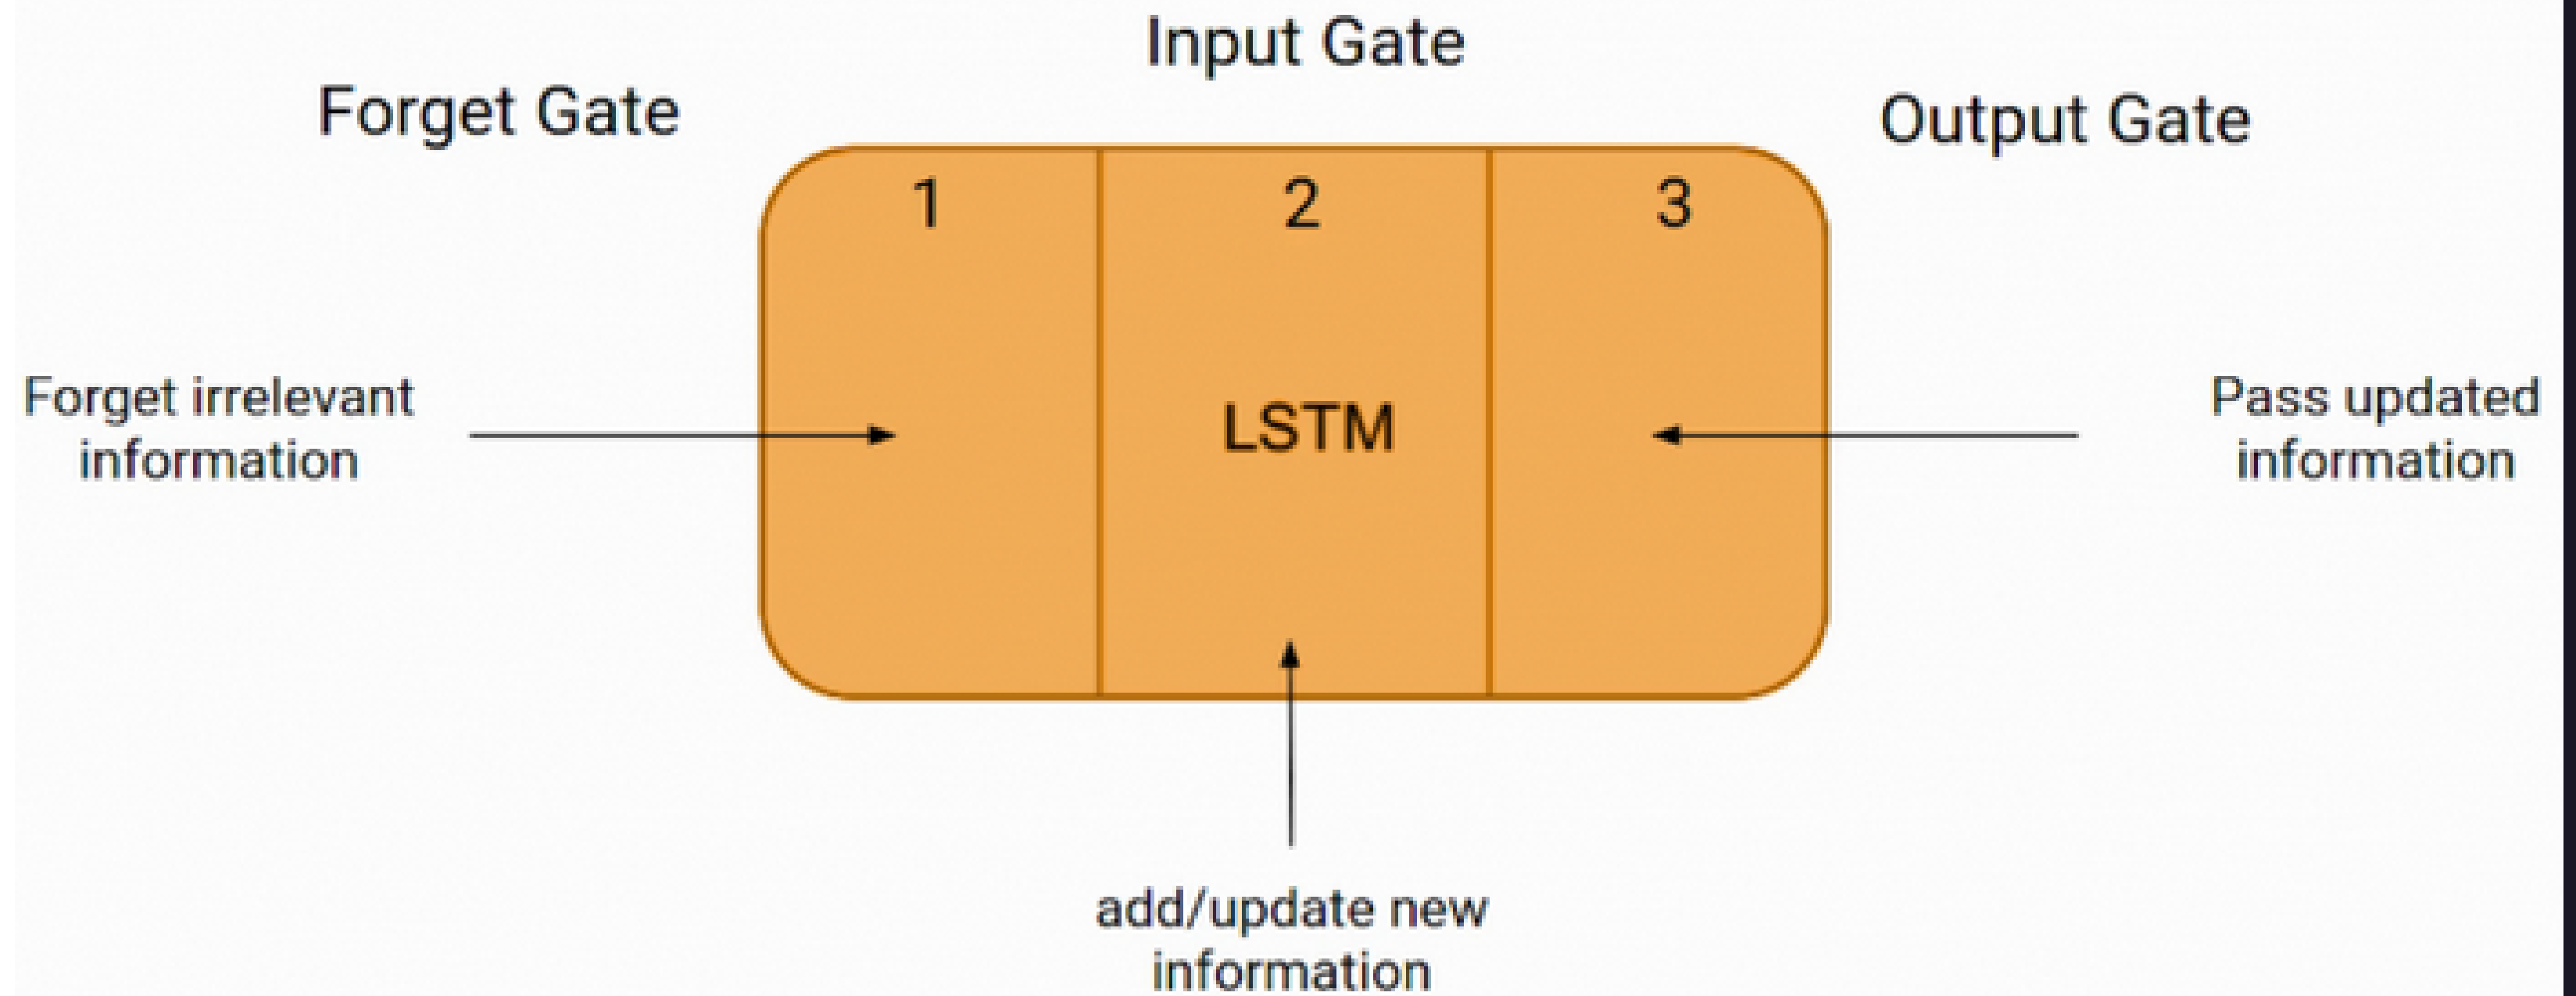 Input Gate
Forget Gate
Output Gate
1
2
3
Forget irrelevant
information
LSTM
Pass updated
information
add/update new
information